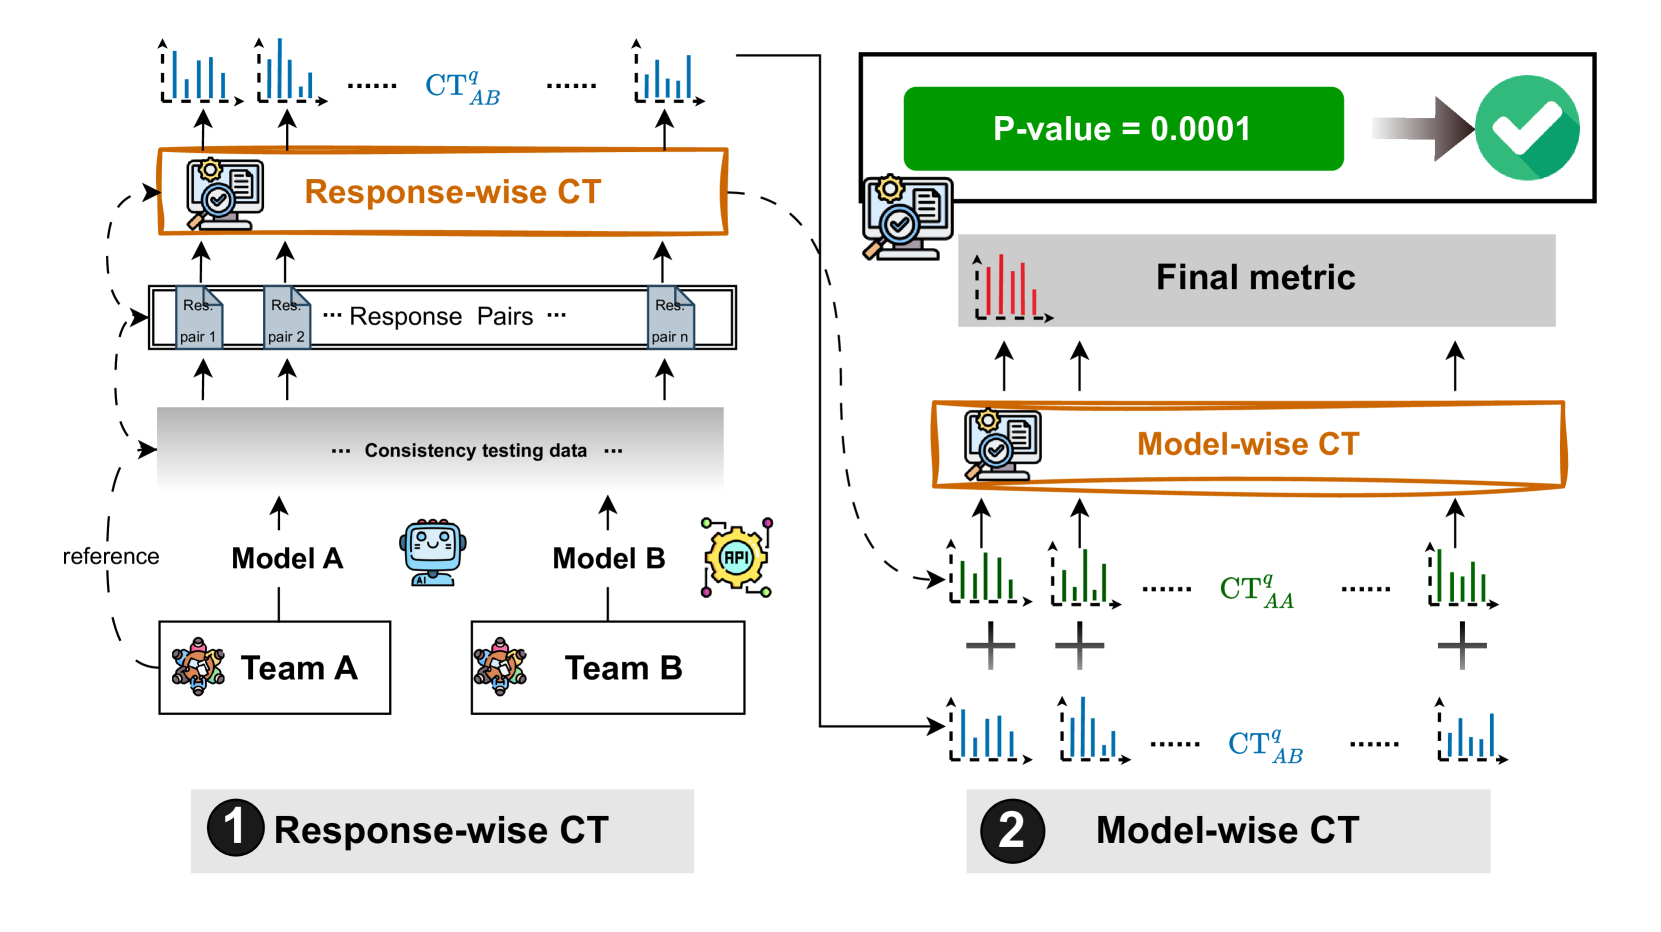 ...... CT^q_{AB} ......
Response-wise CT
Res. pair 1
Res. pair 2
... Response Pairs ...
Res. pair n
... Consistency testing data ...
reference
Model A
AI
Model B
API
Team A
Team B
1 Response-wise CT
P-value = 0.0001
Final metric
Model-wise CT
...... CT^q_{AA} ......
...... CT^q_{AB} ......
2 Model-wise CT